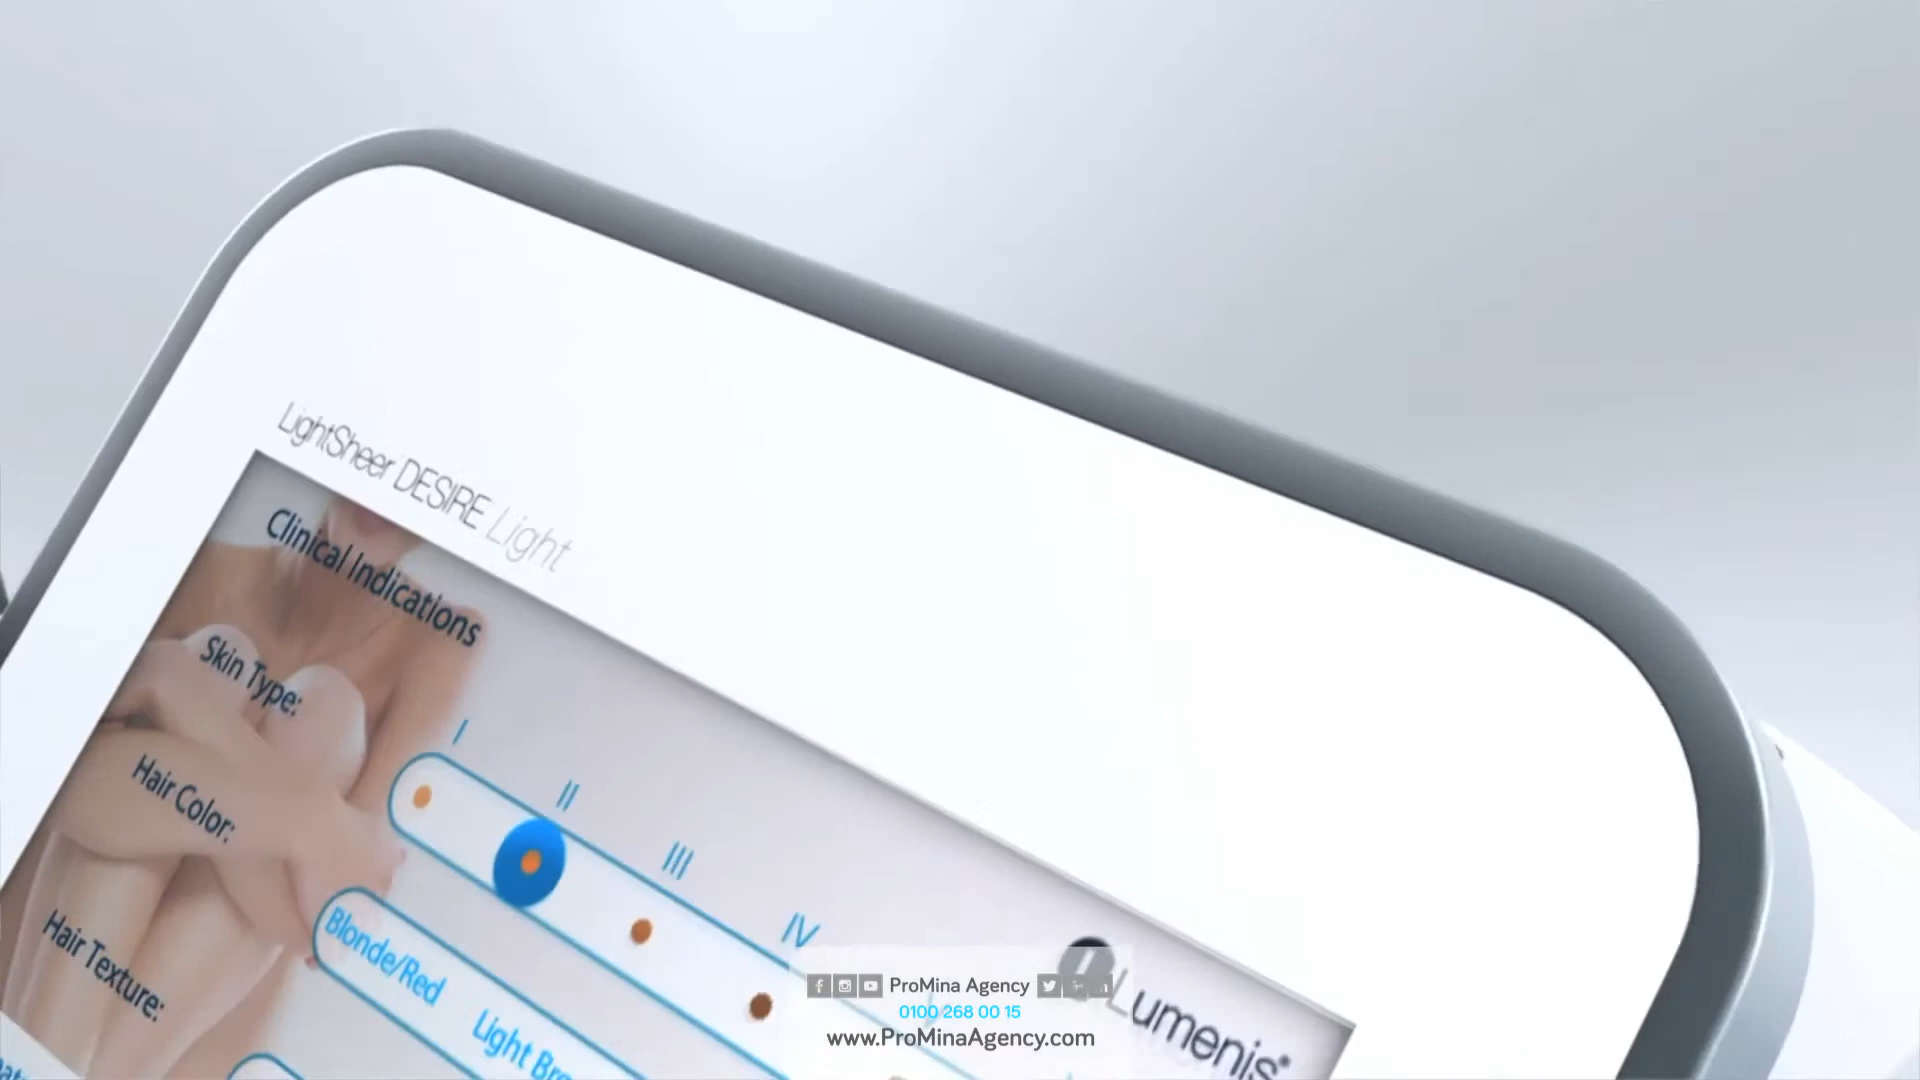 LightSheer DESIRE Light
Clinical Indications
Skin Type:
I
II
III
IV
Hair Color:
Blonde/Red
Light
Hair Texture:
Lumenis®
ProMina Agency
0100 268 00 15
www.ProMinaAgency.com